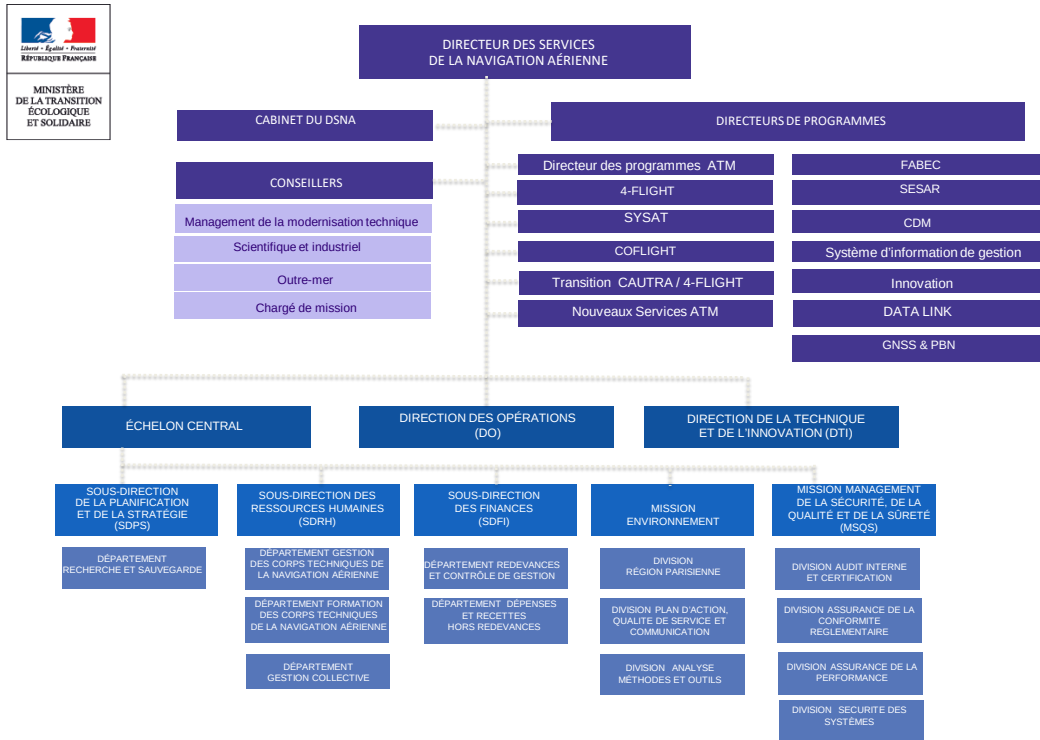 Liberté • Égalité • Fraternité
RÉPUBLIQUE FRANÇAISE
MINISTÈRE
DE LA TRANSITION
ÉCOLOGIQUE
ET SOLIDAIRE
DIRECTEUR DES SERVICES
DE LA NAVIGATION AÉRIENNE
CABINET DU DSNA
DIRECTEURS DE PROGRAMMES
CONSEILLERS
Management de la modernisation technique
Scientifique et industriel
Outre-mer
Chargé de mission
Directeur des programmes ATM
4-FLIGHT
SYSAT
COFLIGHT
Transition CAUTRA / 4-FLIGHT
Nouveaux Services ATM
FABEC
SESAR
CDM
Système d'information de gestion
Innovation
DATA LINK
GNSS & PBN
ÉCHELON CENTRAL
DIRECTION DES OPÉRATIONS
(DO)
DIRECTION DE LA TECHNIQUE
ET DE L'INNOVATION (DTI)
SOUS-DIRECTION
DE LA PLANIFICATION
ET DE LA STRATÉGIE
(SDPS)
DÉPARTEMENT
RECHERCHE ET SAUVEGARDE
SOUS-DIRECTION DES
RESSOURCES HUMAINES
(SDRH)
DÉPARTEMENT GESTION
DES CORPS TECHNIQUES DE
LA NAVIGATION AÉRIENNE
DÉPARTEMENT FORMATION
DES CORPS TECHNIQUES
DE LA NAVIGATION AÉRIENNE
DÉPARTEMENT
GESTION COLLECTIVE
SOUS-DIRECTION
DES FINANCES
(SDFI)
DÉPARTEMENT REDEVANCES
ET CONTRÔLE DE GESTION
DÉPARTEMENT DÉPENSES
ET RECETTES
HORS REDEVANCES
MISSION
ENVIRONNEMENT
DIVISION
RÉGION PARISIENNE
DIVISION PLAN D'ACTION,
QUALITE DE SERVICE ET
COMMUNICATION
DIVISION ANALYSE
MÉTHODES ET OUTILS
MISSION MANAGEMENT
DE LA SÉCURITÉ, DE LA
QUALITÉ ET DE LA SÛRETÉ
(MSQS)
DIVISION AUDIT INTERNE
ET CERTIFICATION
DIVISION ASSURANCE DE LA
CONFORMITE
REGLEMENTAIRE
DIVISION ASSURANCE DE LA
PERFORMANCE
DIVISION SECURITE DES
SYSTÈMES